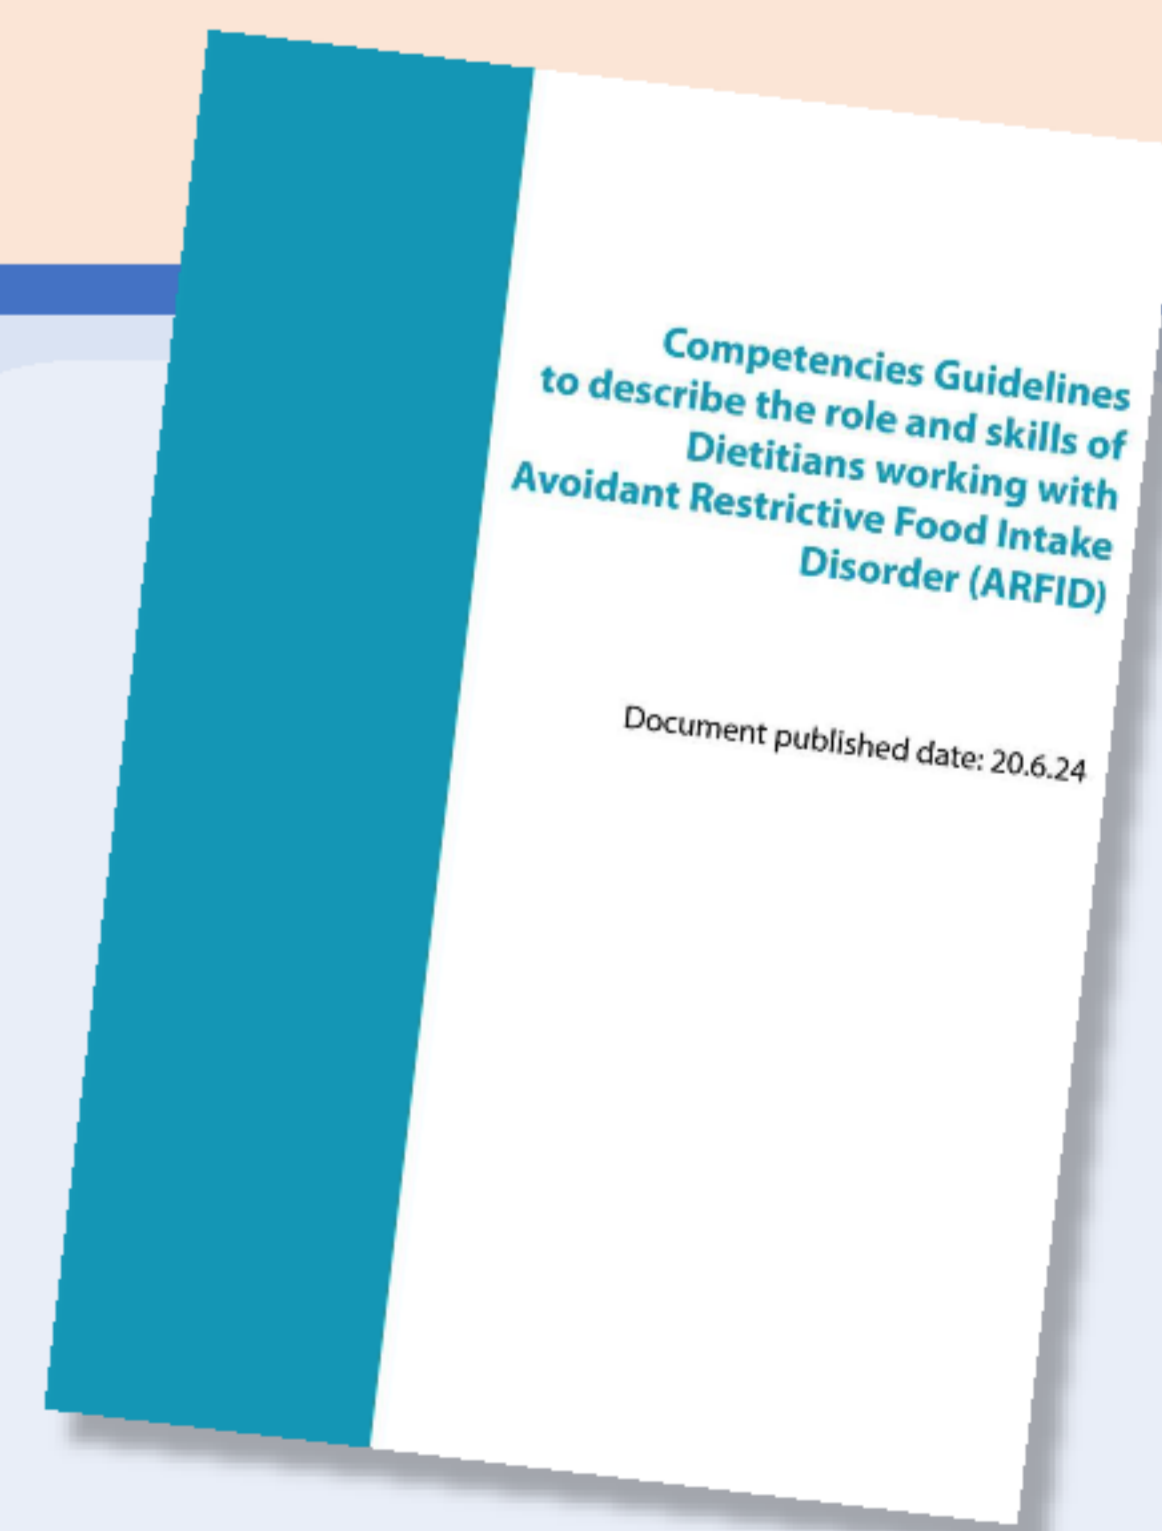 Competencies Guidelines
to describe the role and skills of
Dietitians working with
Avoidant Restrictive Food Intake
Disorder (ARFID)
Document published date: 20.6.24